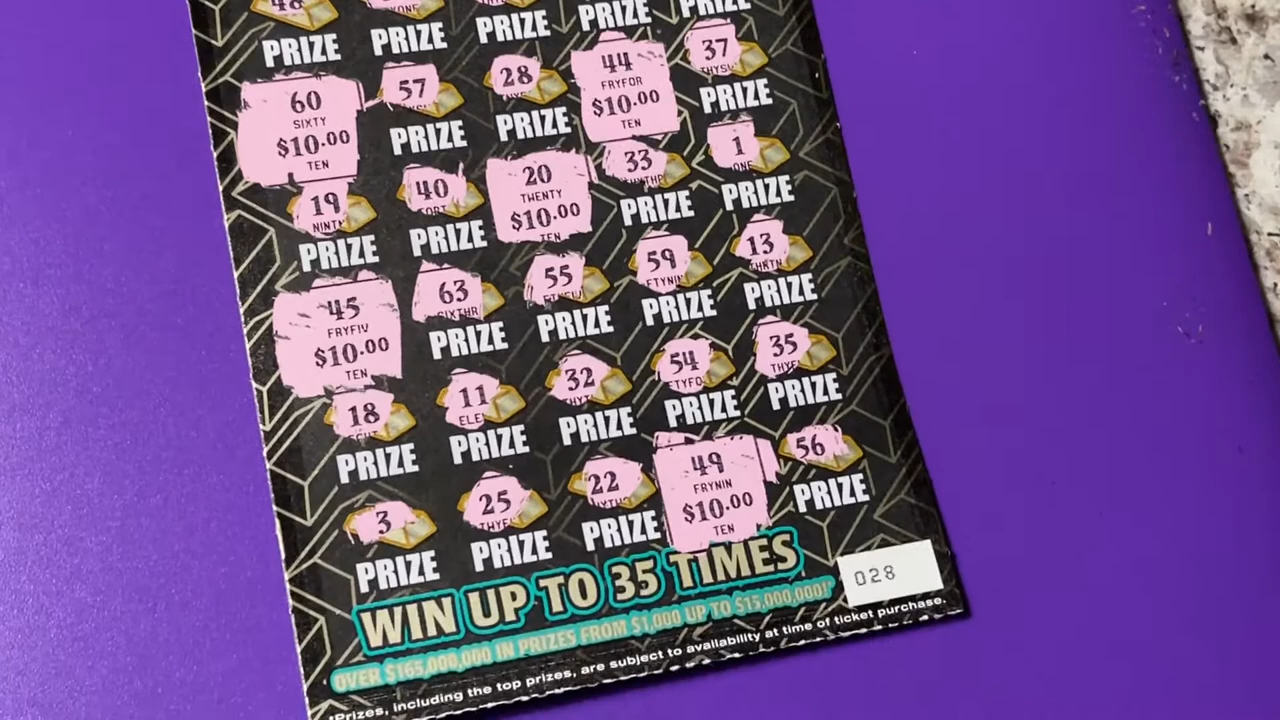 48
PRIZE PRIZE PRIZE PRIZE PRIZE
60 57 28 44 37
SIXTY FRYFOR
$10.00 PRIZE PRIZE $10.00 PRIZE
TEN TEN
19 40 20 33 1
TWENTY ONE
PRIZE PRIZE $10.00 PRIZE PRIZE
TEN
45 63 55 59 13
FRYFIV SIXTHR
$10.00 PRIZE PRIZE PRIZE PRIZE
TEN
18 11 32 54 35
PRIZE PRIZE PRIZE PRIZE PRIZE
3 25 22 49 56
FRYNIN
PRIZE PRIZE PRIZE $10.00 PRIZE
TEN
WIN UP TO 35 TIMES
028
OVER $165,000,000 IN PRIZES FROM $1,000 UP TO $15,000,000!*
*Prizes, including the top prizes, are subject to availability at time of ticket purchase.